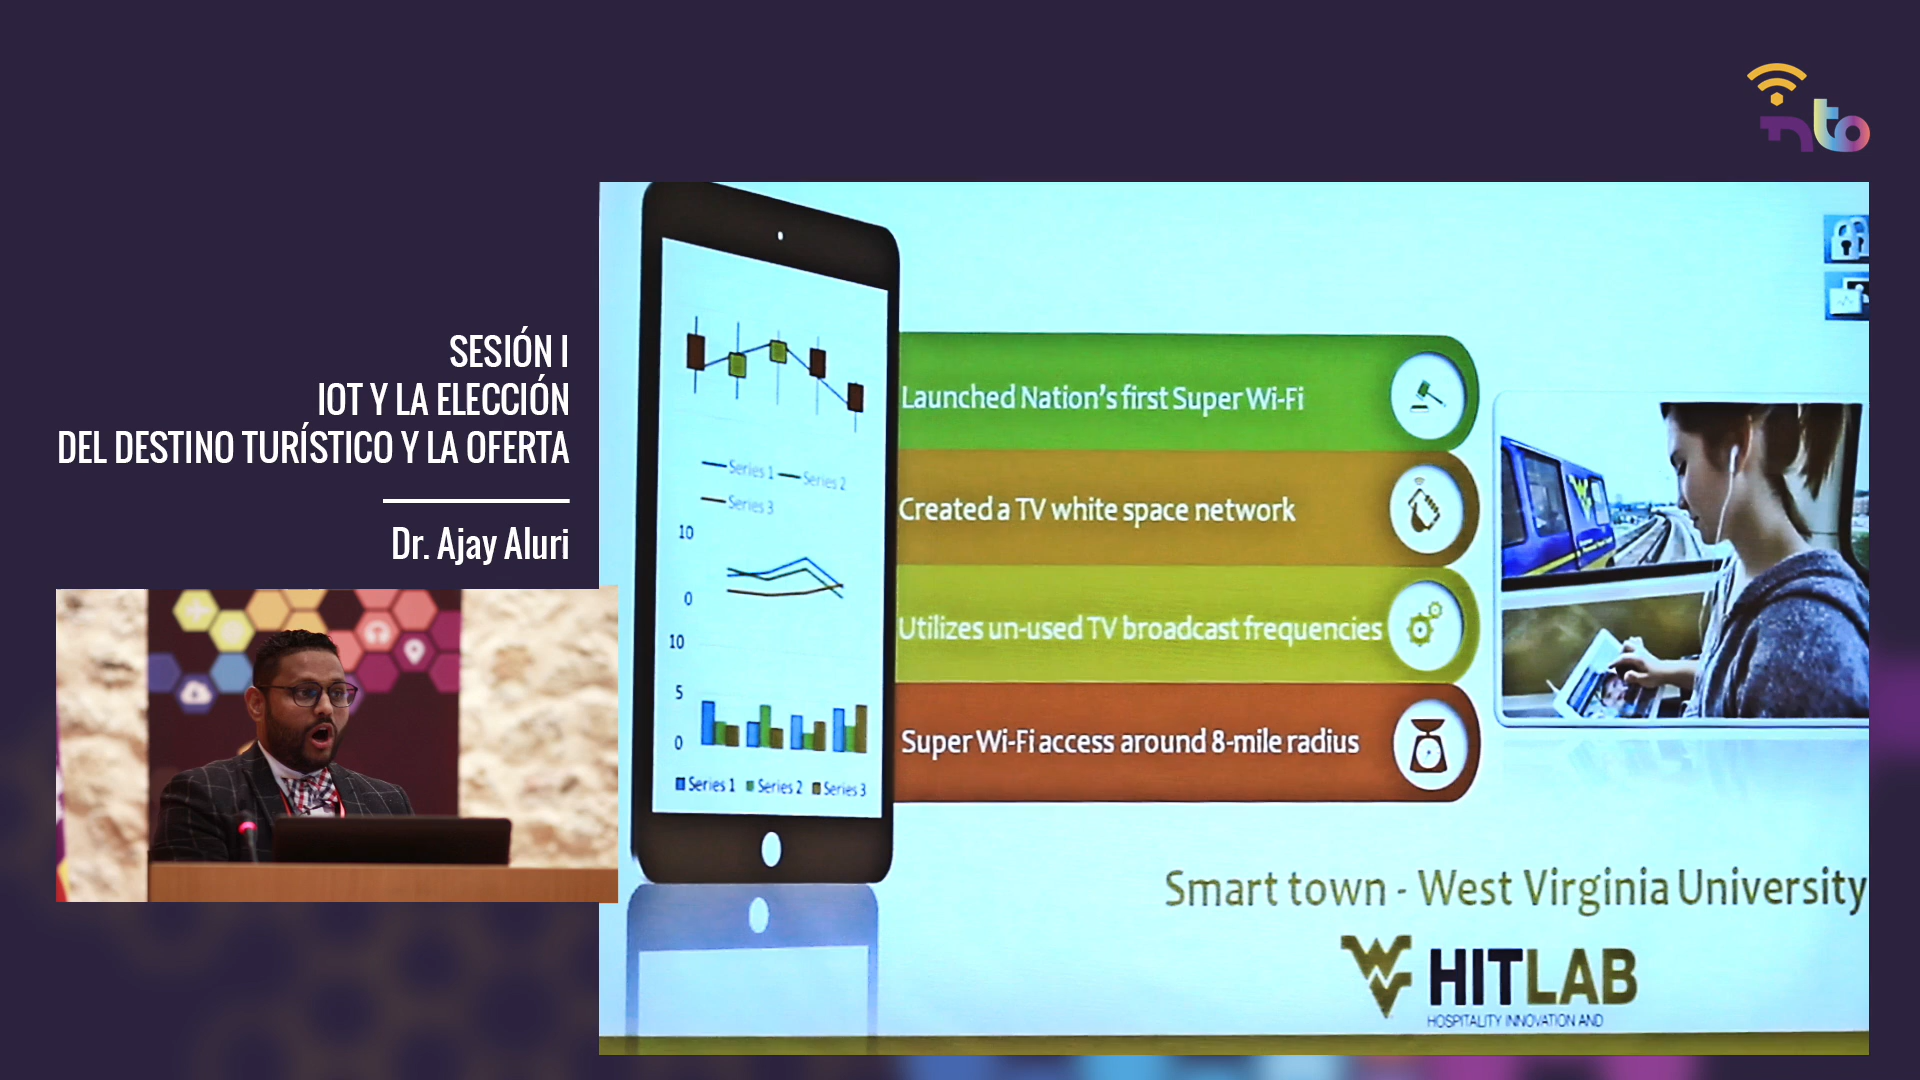 nto
SESIÓN I
IOT Y LA ELECCIÓN
DEL DESTINO TURÍSTICO Y LA OFERTA
Dr. Ajay Aluri
Series 1
Series 2
Series 3
10
0
10
5
0
Series 1
Series 2
Series 3
Launched Nation's first Super Wi-Fi
Created a TV white space network
Utilizes un-used TV broadcast frequencies
Super Wi-Fi access around 8-mile radius
Smart town - West Virginia University
WV HITLAB
HOSPITALITY INNOVATION AND